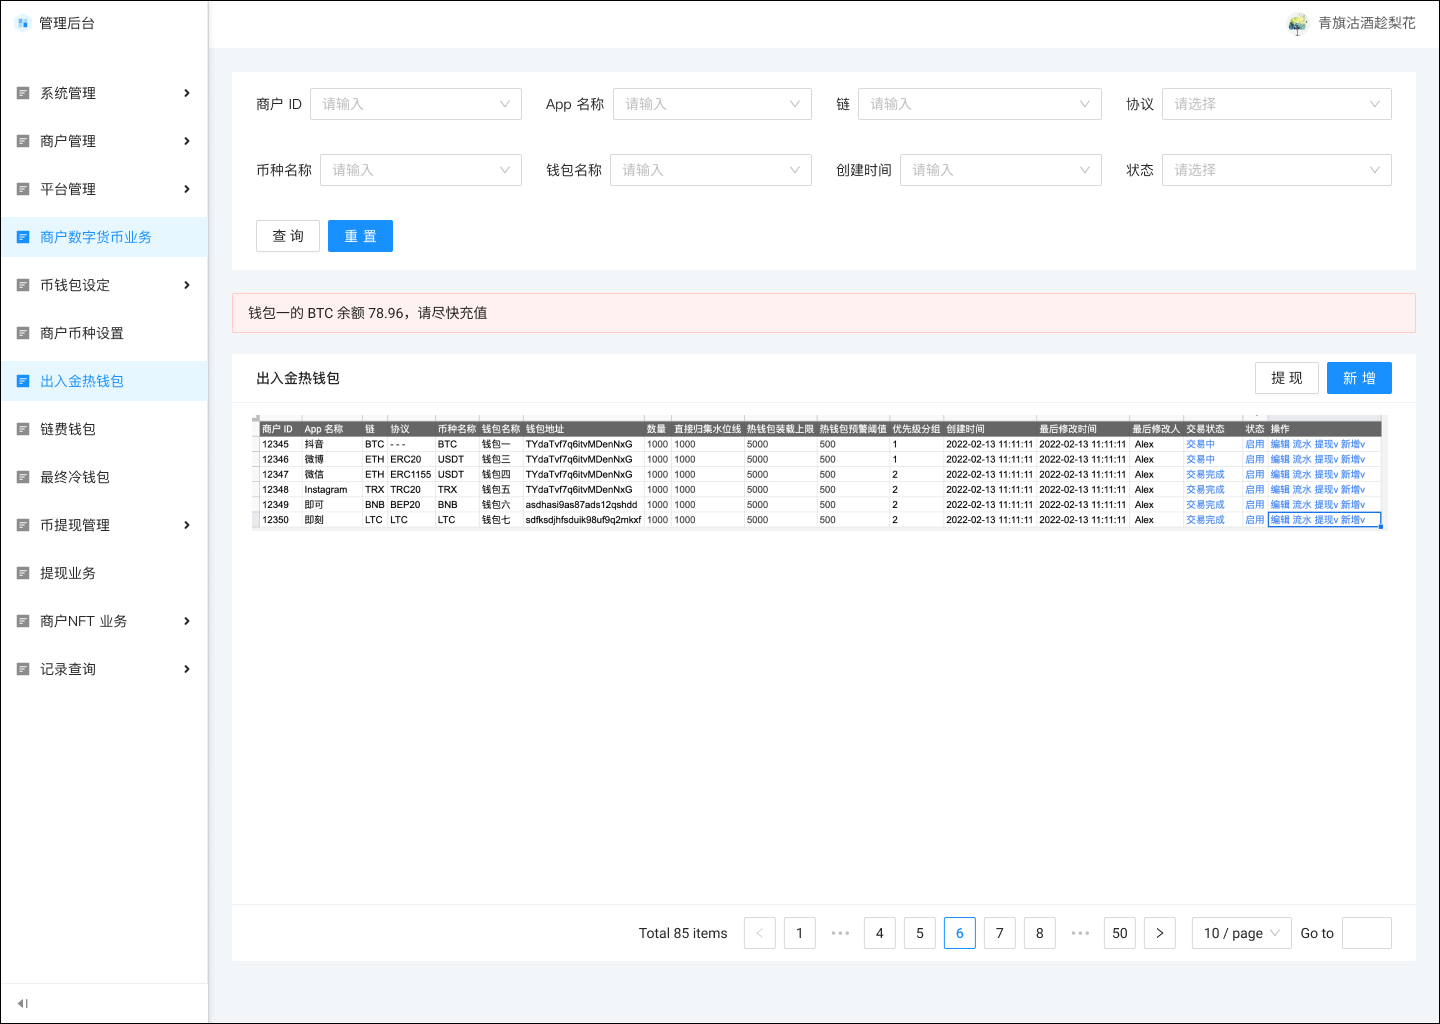 管理后台
青旗沽酒趁梨花
系统管理
商户管理
平台管理
商户数字货币业务
币钱包设定
商户币种设置
出入金热钱包
链费钱包
最终冷钱包
币提现管理
提现业务
商户NFT 业务
记录查询
商户 ID 请输入 App 名称 请输入 链 请输入 协议 请选择
币种名称 请输入 钱包名称 请输入 创建时间 请输入 状态 请选择
查 询 重 置
钱包一的 BTC 余额 78.96，请尽快充值
出入金热钱包 提 现 新 增
商户 ID App 名称 链 协议 币种名称 钱包名称 钱包地址 数量 直接归集水位线 热钱包装载上限 热钱包预警阈值 优先级分组 创建时间 最后修改时间 最后修改人 交易状态 状态 操作
12345 抖音 BTC - - - BTC 钱包一 TYdaTvf7q6itvMDenNxG 1000 1000 5000 500 1 2022-02-13 11:11:11 2022-02-13 11:11:11 Alex 交易中 启用 编辑 流水 提现v 新增v
12346 微博 ETH ERC20 USDT 钱包三 TYdaTvf7q6itvMDenNxG 1000 1000 5000 500 1 2022-02-13 11:11:11 2022-02-13 11:11:11 Alex 交易中 启用 编辑 流水 提现v 新增v
12347 微信 ETH ERC1155 USDT 钱包四 TYdaTvf7q6itvMDenNxG 1000 1000 5000 500 2 2022-02-13 11:11:11 2022-02-13 11:11:11 Alex 交易完成 启用 编辑 流水 提现v 新增v
12348 Instagram TRX TRC20 TRX 钱包五 TYdaTvf7q6itvMDenNxG 1000 1000 5000 500 2 2022-02-13 11:11:11 2022-02-13 11:11:11 Alex 交易完成 启用 编辑 流水 提现v 新增v
12349 即可 BNB BEP20 BNB 钱包六 asdhasi9as87ads12qshdd 1000 1000 5000 500 2 2022-02-13 11:11:11 2022-02-13 11:11:11 Alex 交易完成 启用 编辑 流水 提现v 新增v
12350 即刻 LTC LTC LTC 钱包七 sdfksdjhfsduik98uf9q2mkxf 1000 1000 5000 500 2 2022-02-13 11:11:11 2022-02-13 11:11:11 Alex 交易完成 启用 编辑 流水 提现v 新增v
Total 85 items < 1 ••• 4 5 6 7 8 ••• 50 > 10 / page Go to